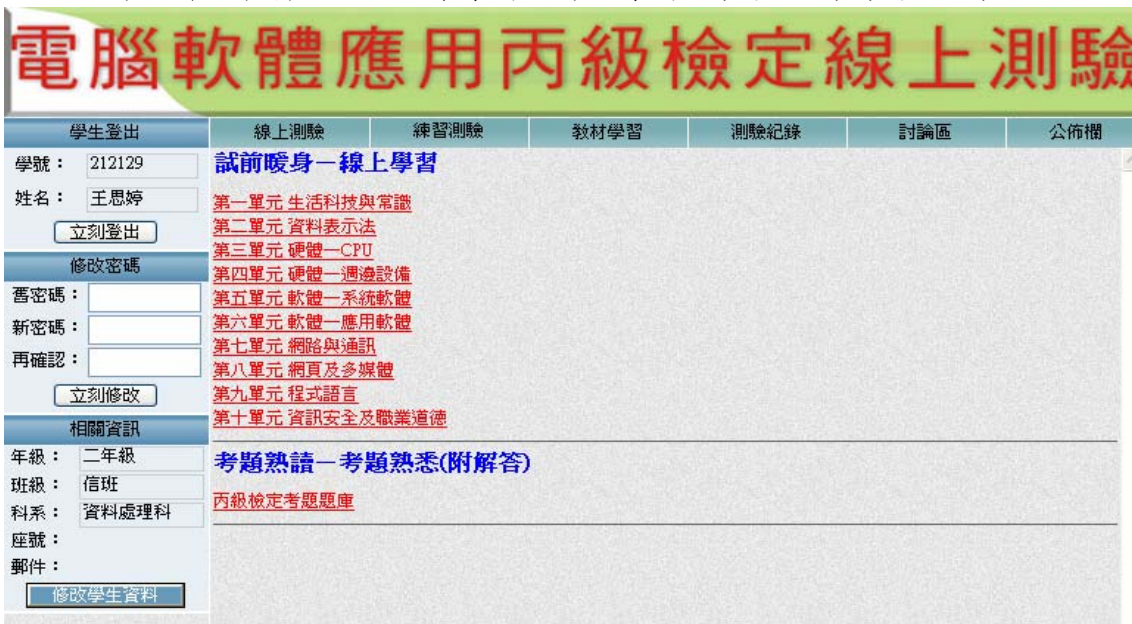 電腦軟體應用丙級檢定線上測驗
學生登出
線上測驗 練習測驗 教材學習 測驗紀錄 討論區 公佈欄
學號： 212129
姓名： 王思婷
立刻登出
修改密碼
舊密碼：
新密碼：
再確認：
立刻修改
相關資訊
年級： 二年級
班級： 信班
科系： 資料處理科
座號：
郵件：
修改學生資料
試前暖身－線上學習
第一單元 生活科技與常識
第二單元 資料表示法
第三單元 硬體—CPU
第四單元 硬體—週邊設備
第五單元 軟體—系統軟體
第六單元 軟體—應用軟體
第七單元 網路與通訊
第八單元 網頁及多媒體
第九單元 程式語言
第十單元 資訊安全及職業道德
考題熟讀－考題熟悉(附解答)
丙級檢定考題題庫